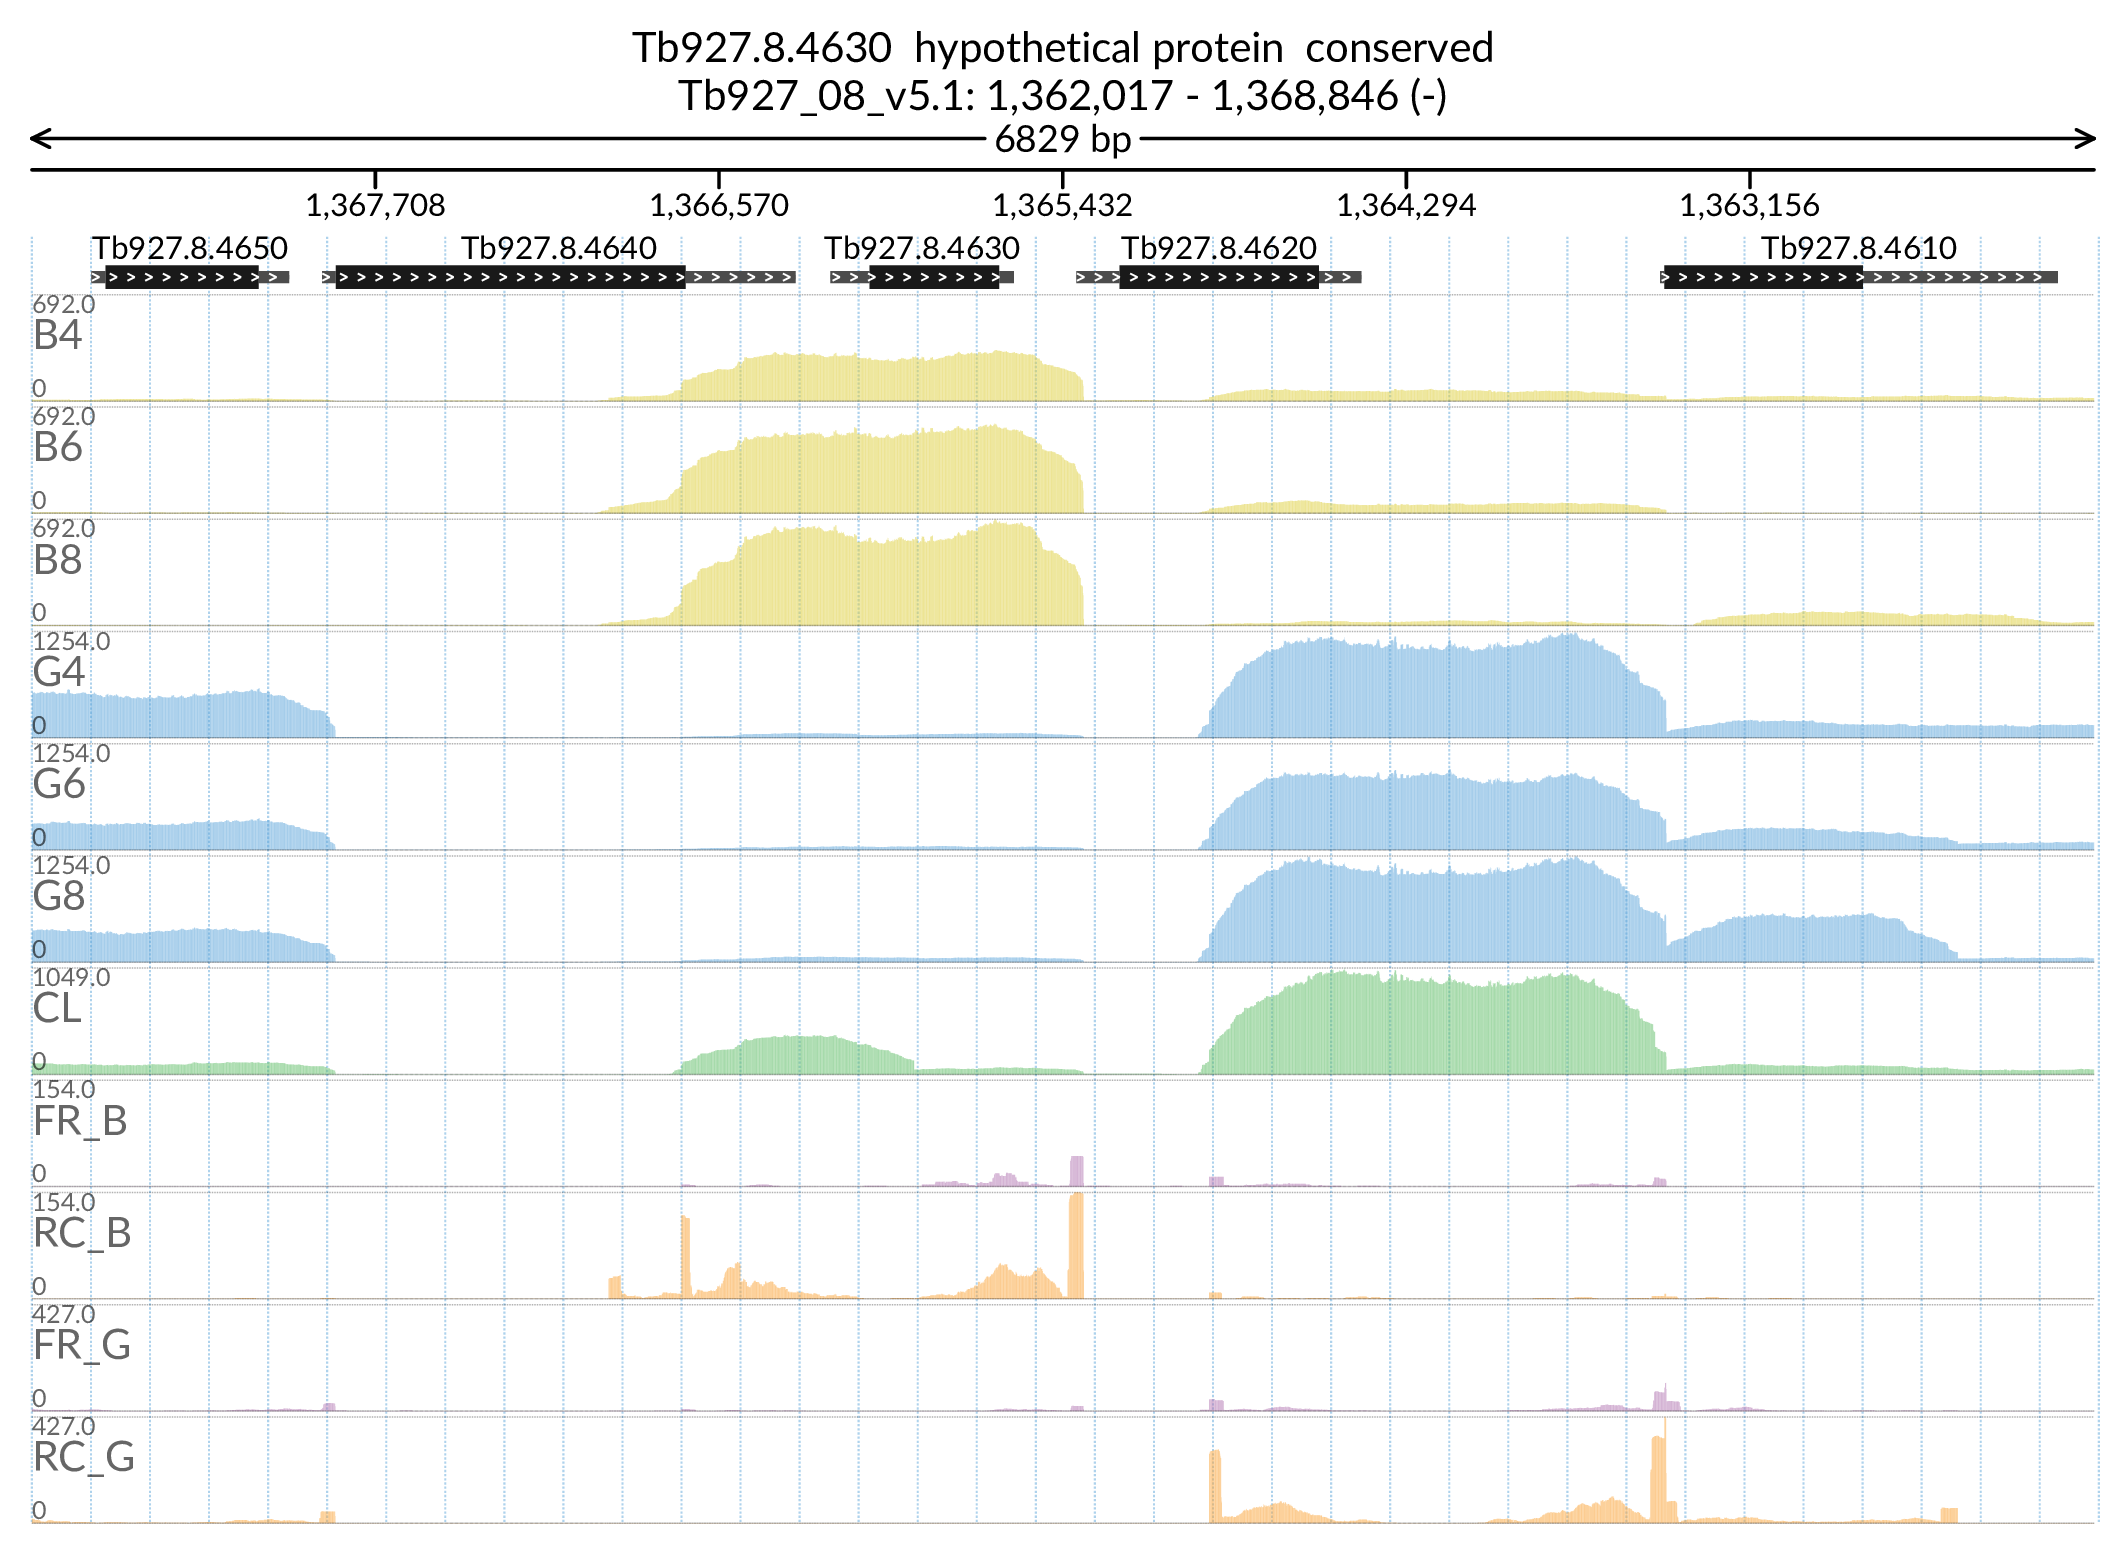 Tb927.8.4630  hypothetical protein  conserved
Tb927_08_v5.1: 1,362,017 - 1,368,846 (-)
6829 bp
1,367,708 1,366,570 1,365,432 1,364,294 1,363,156
Tb927.8.4650 Tb927.8.4640 Tb927.8.4630 Tb927.8.4620 Tb927.8.4610
692.0
B4
0
692.0
B6
0
692.0
B8
0
1254.0
G4
0
1254.0
G6
0
1254.0
G8
0
1049.0
CL
0
154.0
FR_B
0
154.0
RC_B
0
427.0
FR_G
0
427.0
RC_G
0